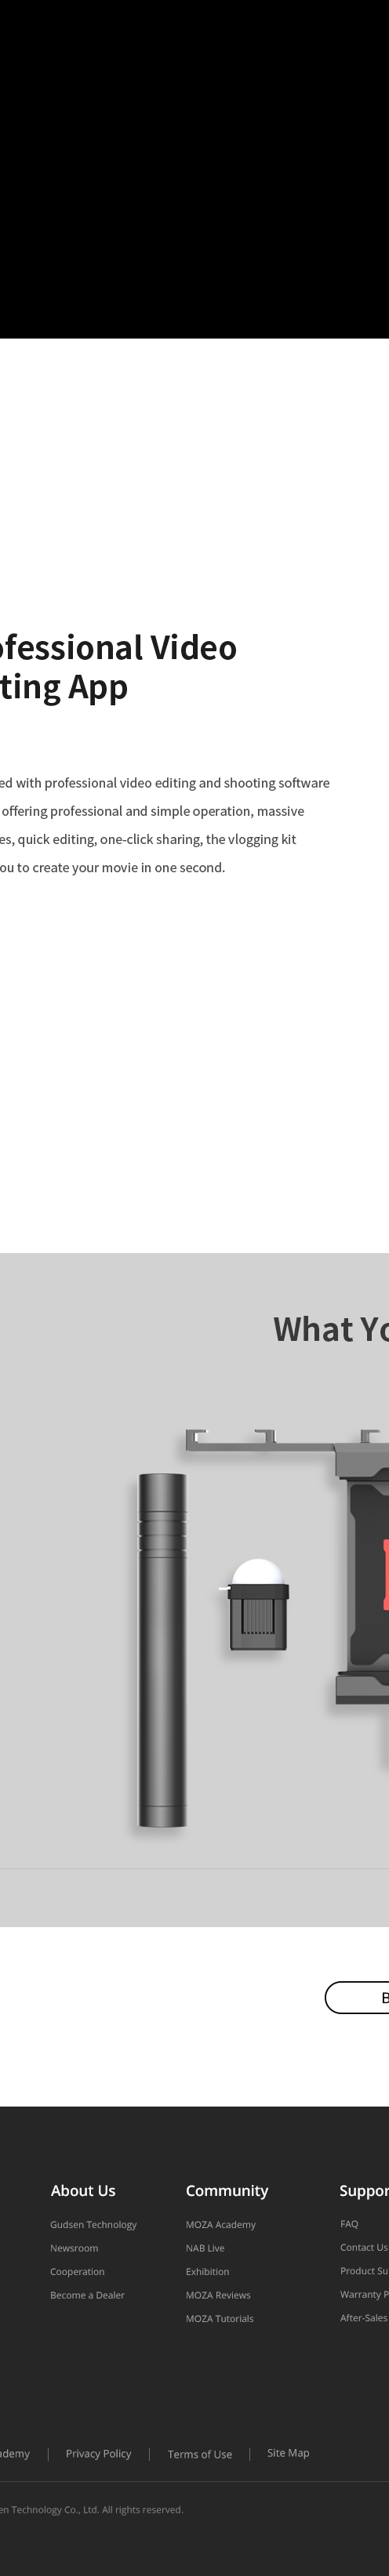 ofessional Video
ting App
ed with professional video editing and shooting software
offering professional and simple operation, massive
es, quick editing, one-click sharing, the vlogging kit
ou to create your movie in one second.
What Yo
B
About Us
Gudsen Technology
Newsroom
Cooperation
Become a Dealer
Community
MOZA Academy
NAB Live
Exhibition
MOZA Reviews
MOZA Tutorials
Suppor
FAQ
Contact Us
Product Su
Warranty P
After-Sales
ademy | Privacy Policy | Terms of Use | Site Map
en Technology Co., Ltd. All rights reserved.